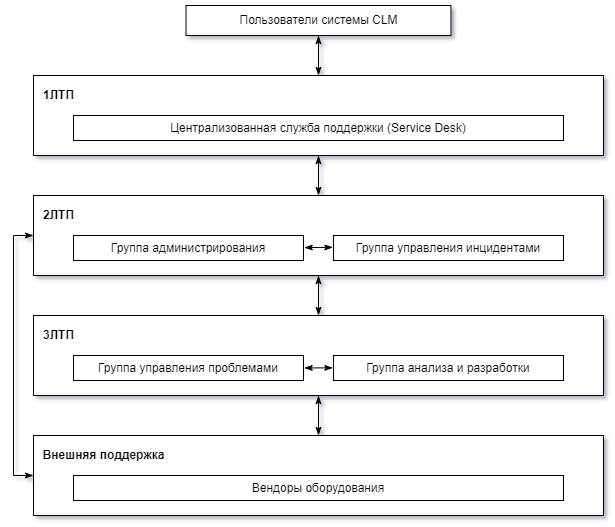 Пользователи системы CLM
1ЛТП
Централизованная служба поддержки (Service Desk)
2ЛТП
Группа администрирования
Группа управления инцидентами
3ЛТП
Группа управления проблемами
Группа анализа и разработки
Внешняя поддержка
Вендоры оборудования